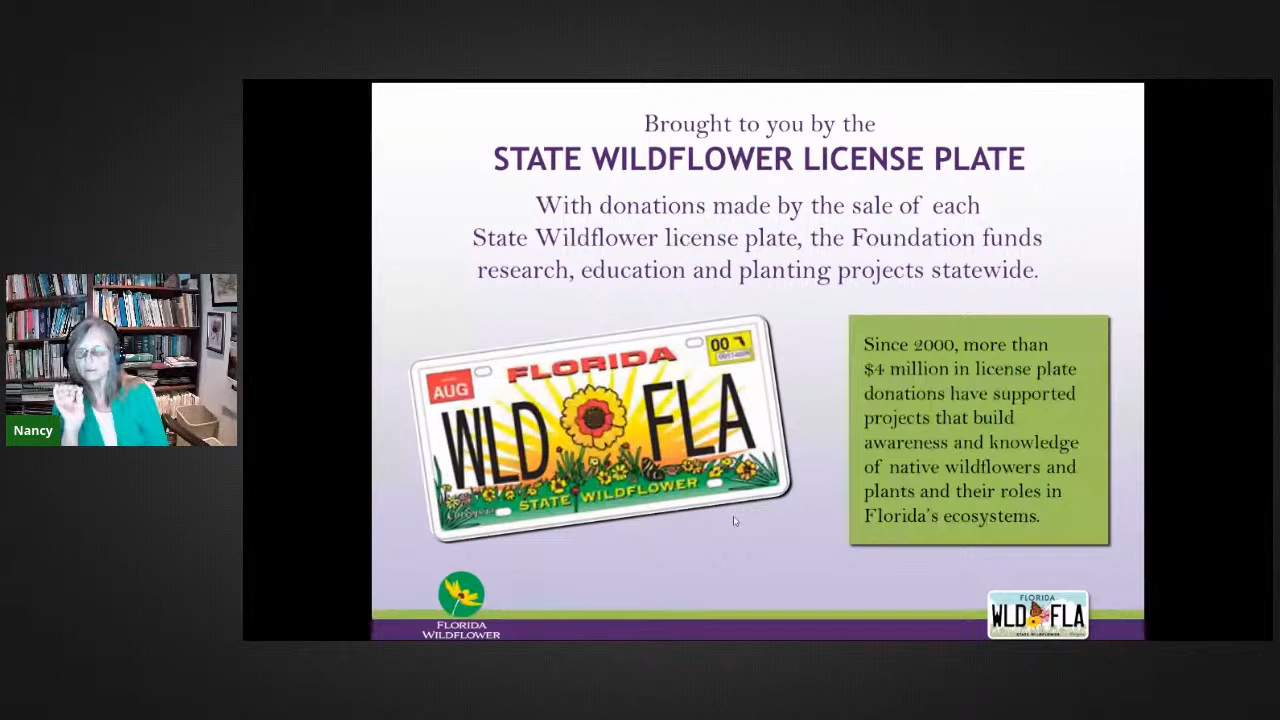 Brought to you by the
STATE WILDFLOWER LICENSE PLATE
With donations made by the sale of each
State Wildflower license plate, the Foundation funds
research, education and planting projects statewide.
FLORIDA
AUG
00
WLD FLA
STATE WILDFLOWER
Since 2000, more than
$4 million in license plate
donations have supported
projects that build
awareness and knowledge
of native wildflowers and
plants and their roles in
Florida's ecosystems.
Nancy
FLORIDA
WILDFLOWER
FLORIDA
WLD FLA
STATE WILDFLOWER